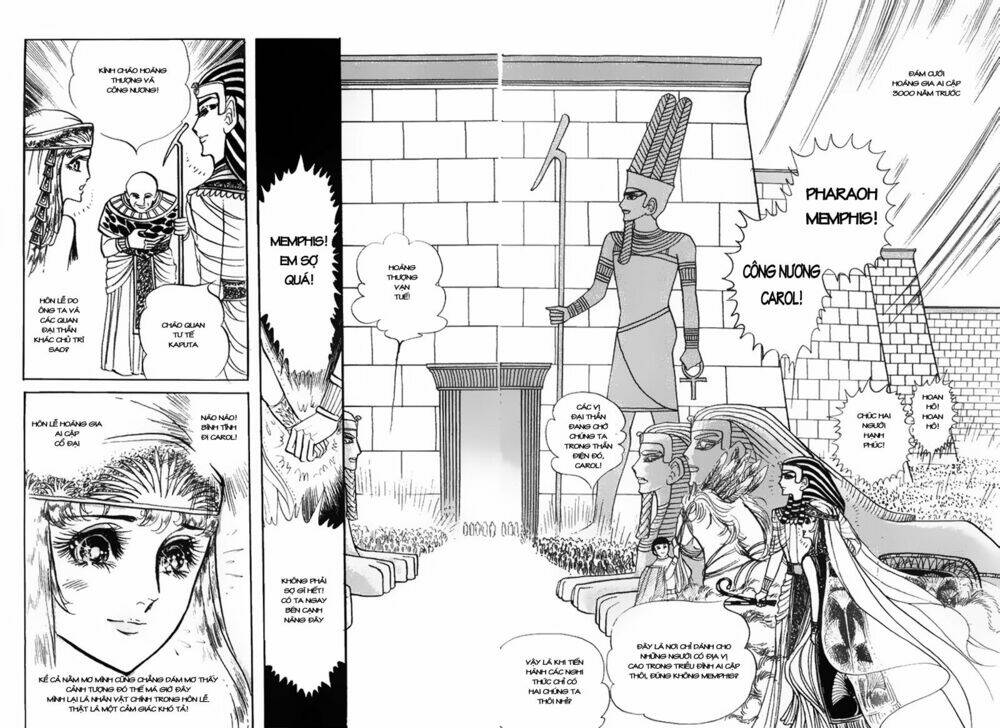 ĐÁM CƯỚI
HOÀNG GIA AI CẬP
3000 NĂM TRƯỚC
PHARAOH
MEMPHIS!
CÔNG NƯƠNG
CAROL!
HOAN
HÔ! HOAN
HÔ!
CHÚC HAI
NGƯỜI
HẠNH
PHÚC!
HOÀNG
THƯỢNG
VẠN
TUẾ!
CÁC VỊ
ĐẠI THẦN
ĐANG CHỜ
CHÚNG TA
TRONG THẦN
ĐIỆN ĐÓ,
CAROL!
ĐÂY LÀ NƠI CHỈ DÀNH CHO
NHỮNG NGƯỜI CÓ ĐỊA VỊ
CAO TRONG TRIỀU ĐÌNH AI CẬP
THÔI, ĐÚNG KHÔNG MEMPHIS?
VẬY LÀ KHI TIẾN
HÀNH CÁC NGHI
THỨC CHỈ CÓ
HAI CHÚNG TA
THÔI NHỈ?
MEMPHIS!
EM SỢ
QUÁ!
KHÔNG PHẢI
SỢ GÌ HẾT!
CÓ TA NGAY
BÊN CẠNH
NÀNG ĐÂY
KÍNH CHÀO HOÀNG
THƯỢNG VÀ
CÔNG NƯƠNG!
CHÀO QUAN
TƯ TẾ
KAPUTA
HÔN LỄ DO
ÔNG TA VÀ
CÁC QUAN
ĐẠI THẦN
KHÁC CHỦ TRÌ
SAO?
NÀO NÀO!
BÌNH TĨNH
ĐI CAROL!
HÔN LỄ HOÀNG GIA
AI CẬP
CỔ ĐẠI
KỂ CẢ NẰM MƠ MÌNH CŨNG CHẲNG DÁM MƠ THẤY
CẢNH TƯỢNG ĐÓ THẾ MÀ GIỜ ĐÂY
MÌNH LẠI LÀ NHÂN VẬT CHÍNH TRONG HÔN LỄ.
THẬT LÀ MỘT CẢM GIÁC KHÓ TẢ!